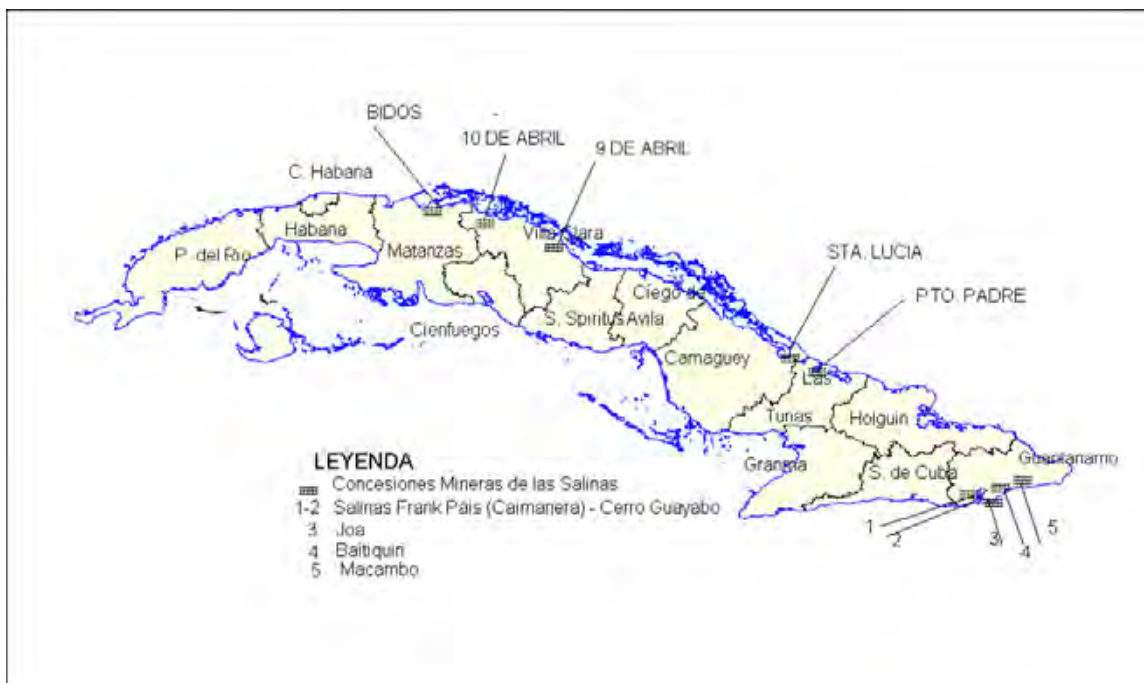 BIDOS
10 DE ABRIL
9 DE ABRIL
C. Habana
Habana
Villa Clara
P. del Rio
Matanzas
STA. LUCIA
PTO. PADRE
Ciego de
Avila
S. Spiritus
Cienfuegos
Camaguey
Las
Tunas
Holguin
Granma
S. de Cuba
Guantanamo
LEYENDA
Concesiones Mineras de las Salinas
1-2 Salinas Frank Páis (Caimanera) - Cerro Guayabo
3 Joa
4 Baitiquiri
5 Macambo
1
2
3
4
5